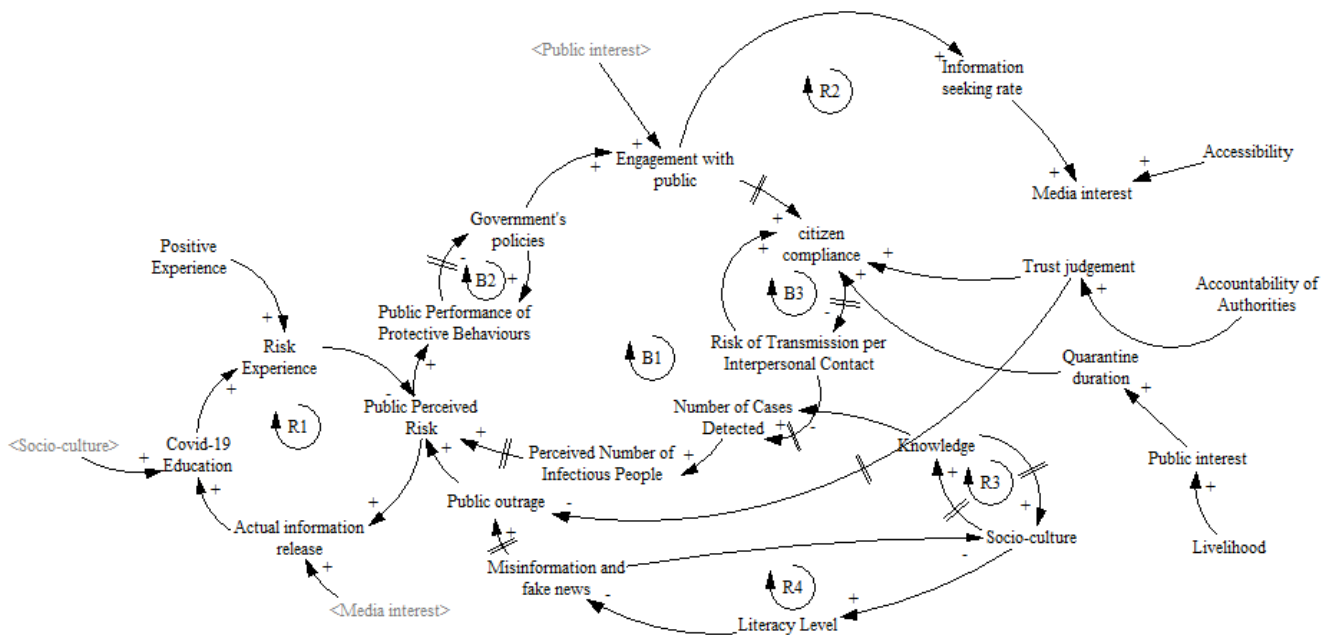 <Public interest>
Information
seeking rate
R2
Engagement with
public
Accessibility
Media interest
Government's
policies
citizen
compliance
Positive
Experience
Trust judgement
Accountability of
Authorities
B2
B3
Public Performance of
Protective Behaviours
Risk of Transmission per
Interpersonal Contact
Risk
Experience
B1
Quarantine
duration
Public Perceived
Risk
Number of Cases
Detected
R1
<Socio-culture>
Covid-19
Education
Perceived Number of
Infectious People
Knowledge
Public interest
R3
Public outrage
Actual information
release
Socio-culture
Livelihood
Misinformation and
fake news
R4
<Media interest>
Literacy Level